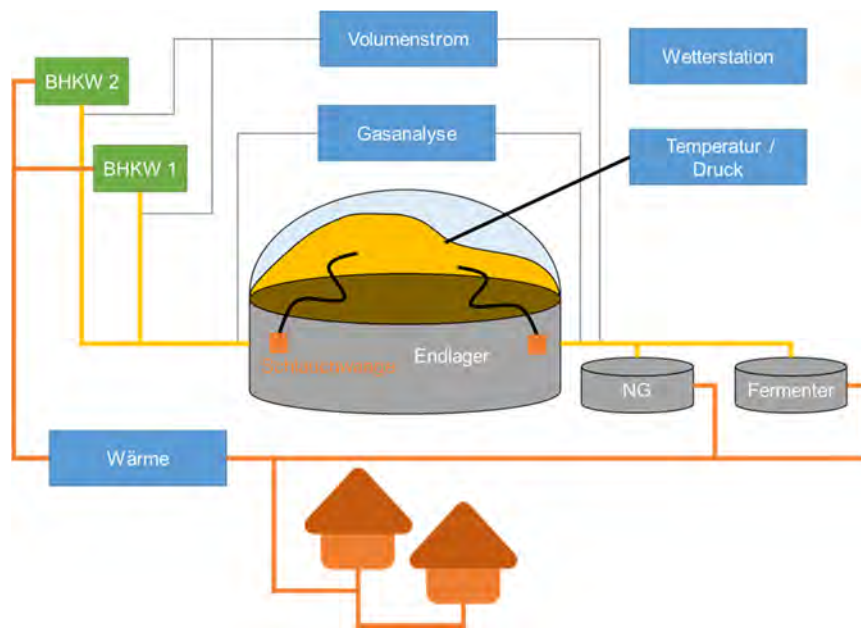 Volumenstrom
Wetterstation
BHKW 2
Gasanalyse
Temperatur /
Druck
BHKW 1
Endlager
NG
Fermenter
Wärme